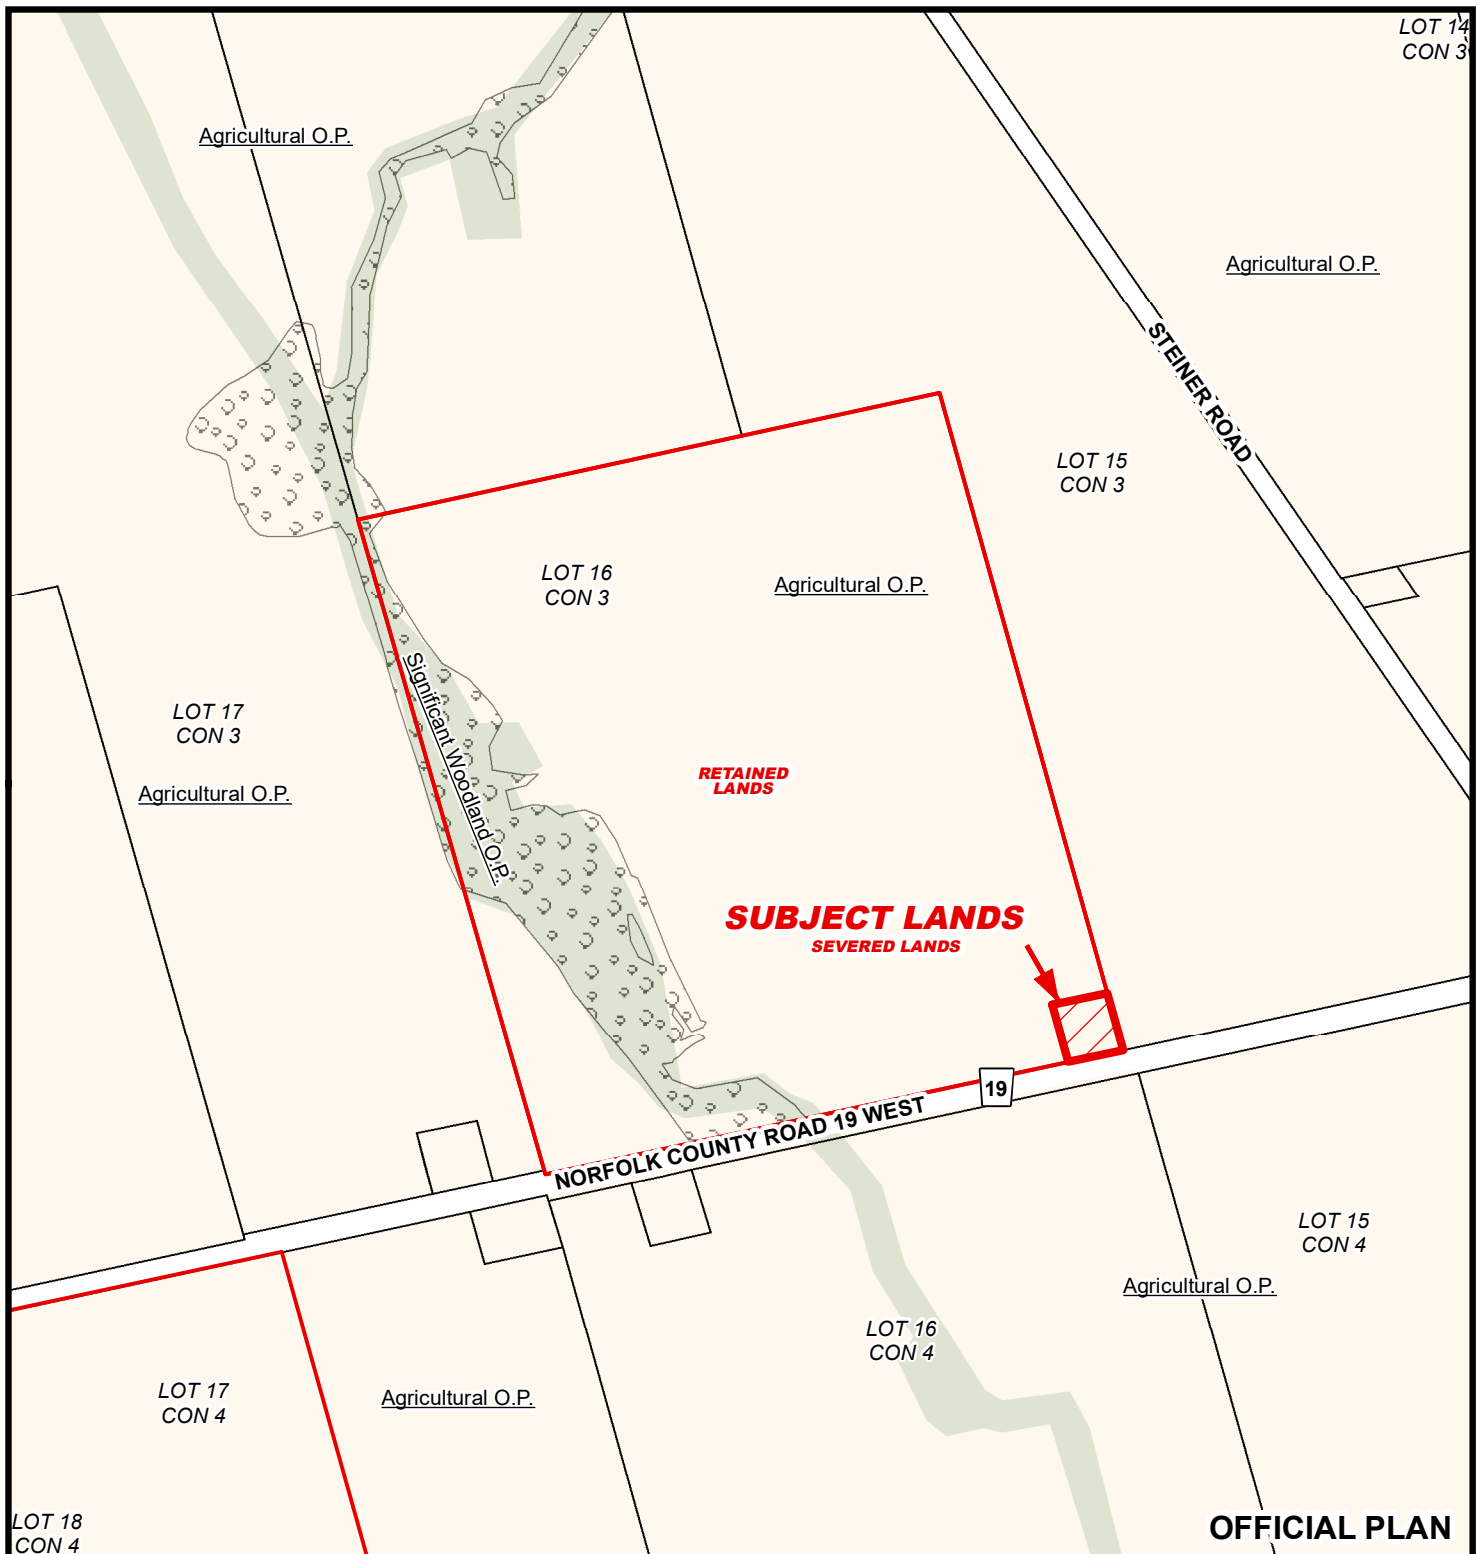 LOT 14
CON 3
Agricultural O.P.
Agricultural O.P.
STEINER ROAD
LOT 15
CON 3
LOT 16
CON 3
Agricultural O.P.
Significant Woodland O.P.
LOT 17
CON 3
Agricultural O.P.
RETAINED
LANDS
SUBJECT LANDS
SEVERED LANDS
19
NORFOLK COUNTY ROAD 19 WEST
LOT 15
CON 4
Agricultural O.P.
LOT 16
CON 4
LOT 17
CON 4
Agricultural O.P.
LOT 18
CON 4
OFFICIAL PLAN